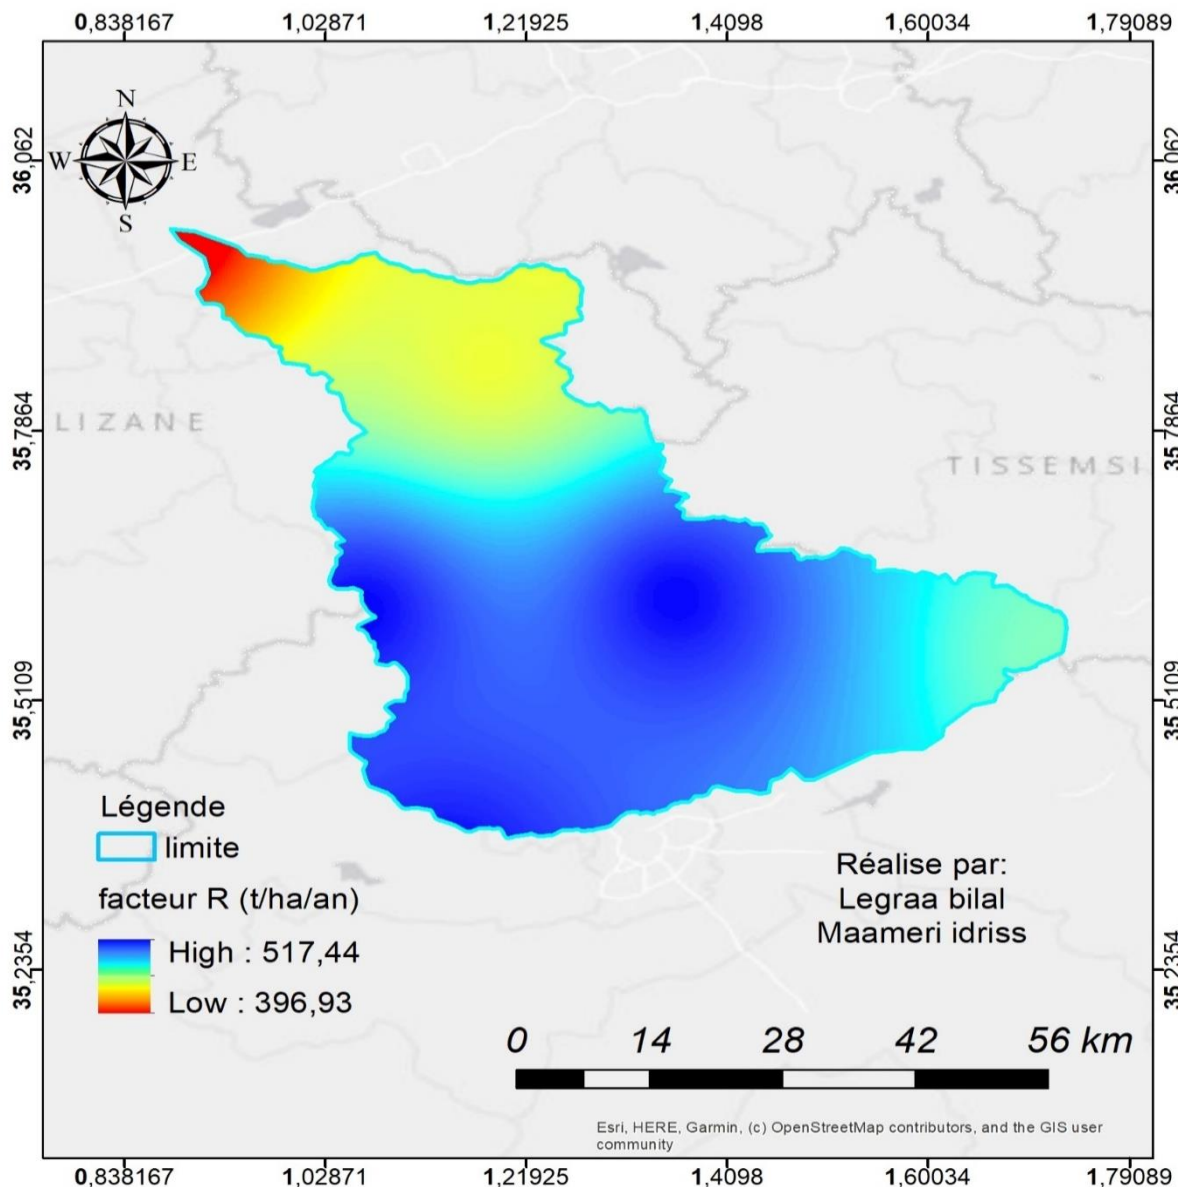 0,838167 1,02871 1,21925 1,4098 1,60034 1,79089
N
W E
S
36,062 36,062
LIZANE
35,7864 35,7864
TISSEMSI
35,5109 35,5109
Légende
limite
facteur R (t/ha/an)
High : 517,44
Low : 396,93
Réalise par:
Legraa bilal
Maameri idriss
35,2354 35,2354
0 14 28 42 56 km
Esri, HERE, Garmin, (c) OpenStreetMap contributors, and the GIS user
community
0,838167 1,02871 1,21925 1,4098 1,60034 1,79089